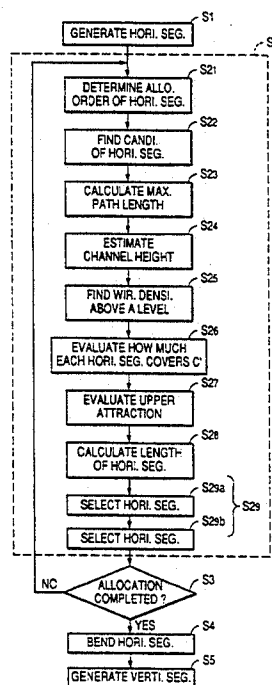 S1
GENERATE HORI. SEG.
S
S21
DETERMINE ALLO.
ORDER OF HORI. SEG.
S22
FIND CANDI.
OF HORI. SEG.
S23
CALCULATE MAX.
PATH LENGTH
S24
ESTIMATE
CHANNEL HEIGHT
S25
FIND WIR. DENSI.
ABOVE A LEVEL
S26
EVALUATE HOW MUCH
EACH HORI. SEG. COVERS C'
S27
EVALUATE UPPER
ATTRACTION
S28
CALCULATE LENGTH
OF HORI. SEG.
S29a
SELECT HORI. SEG.
S29
S29b
SELECT HORI. SEG.
NC
S3
ALLOCATION
COMPLETED ?
YES
S4
BEND HORI. SEG.
S5
GENERATE VERTI. SEG.